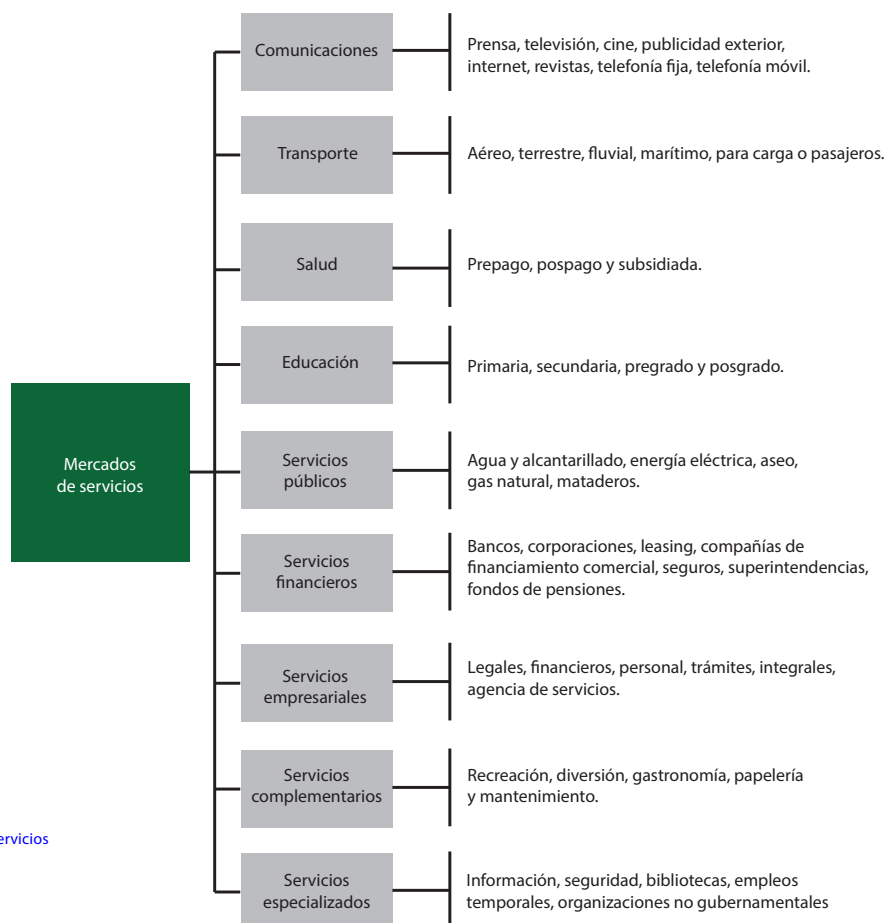 Comunicaciones
Prensa, televisión, cine, publicidad exterior,
internet, revistas, telefonía fija, telefonía móvil.
Transporte
Aéreo, terrestre, fluvial, marítimo, para carga o pasajeros.
Salud
Prepago, pospago y subsidiada.
Educación
Primaria, secundaria, pregrado y posgrado.
Mercados
de servicios
Servicios
públicos
Agua y alcantarillado, energía eléctrica, aseo,
gas natural, mataderos.
Servicios
financieros
Bancos, corporaciones, leasing, compañías de
financiamiento comercial, seguros, superintendencias,
fondos de pensiones.
Servicios
empresariales
Legales, financieros, personal, trámites, integrales,
agencia de servicios.
Servicios
complementarios
Recreación, diversión, gastronomía, papelería
y mantenimiento.
ervicios
Servicios
especializados
Información, seguridad, bibliotecas, empleos
temporales, organizaciones no gubernamentales